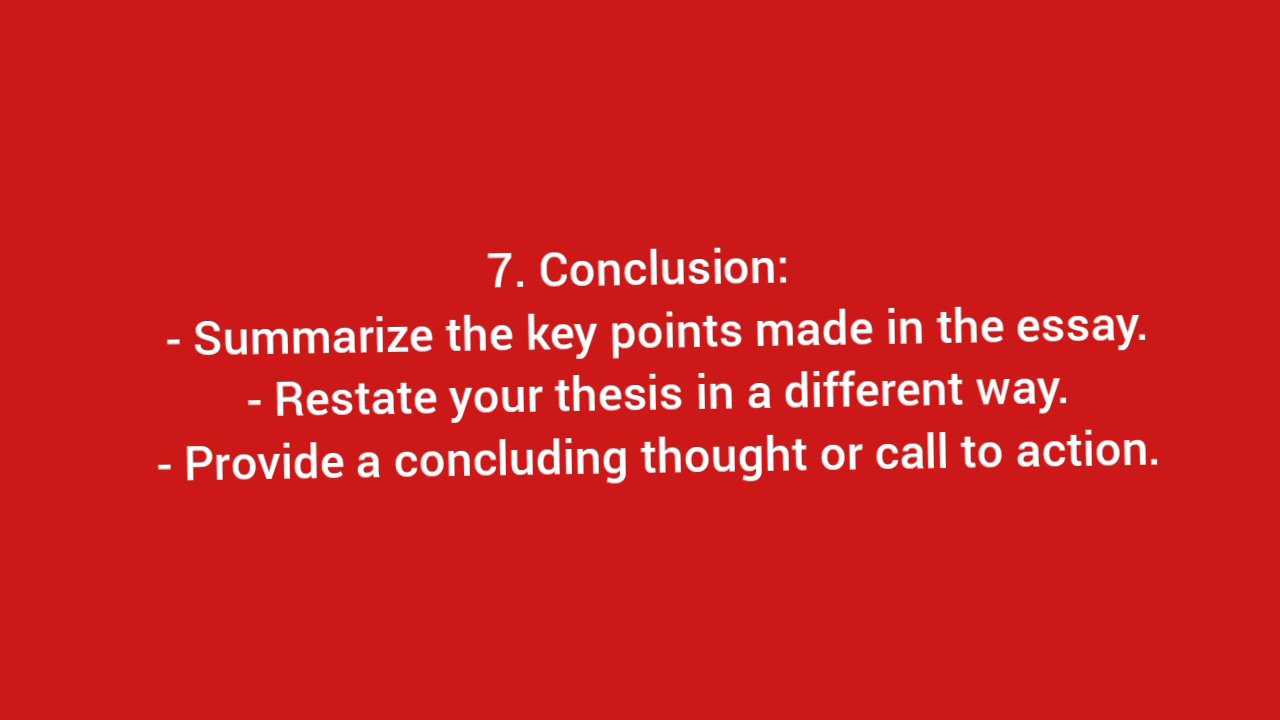 7. Conclusion:
- Summarize the key points made in the essay.
- Restate your thesis in a different way.
- Provide a concluding thought or call to action.